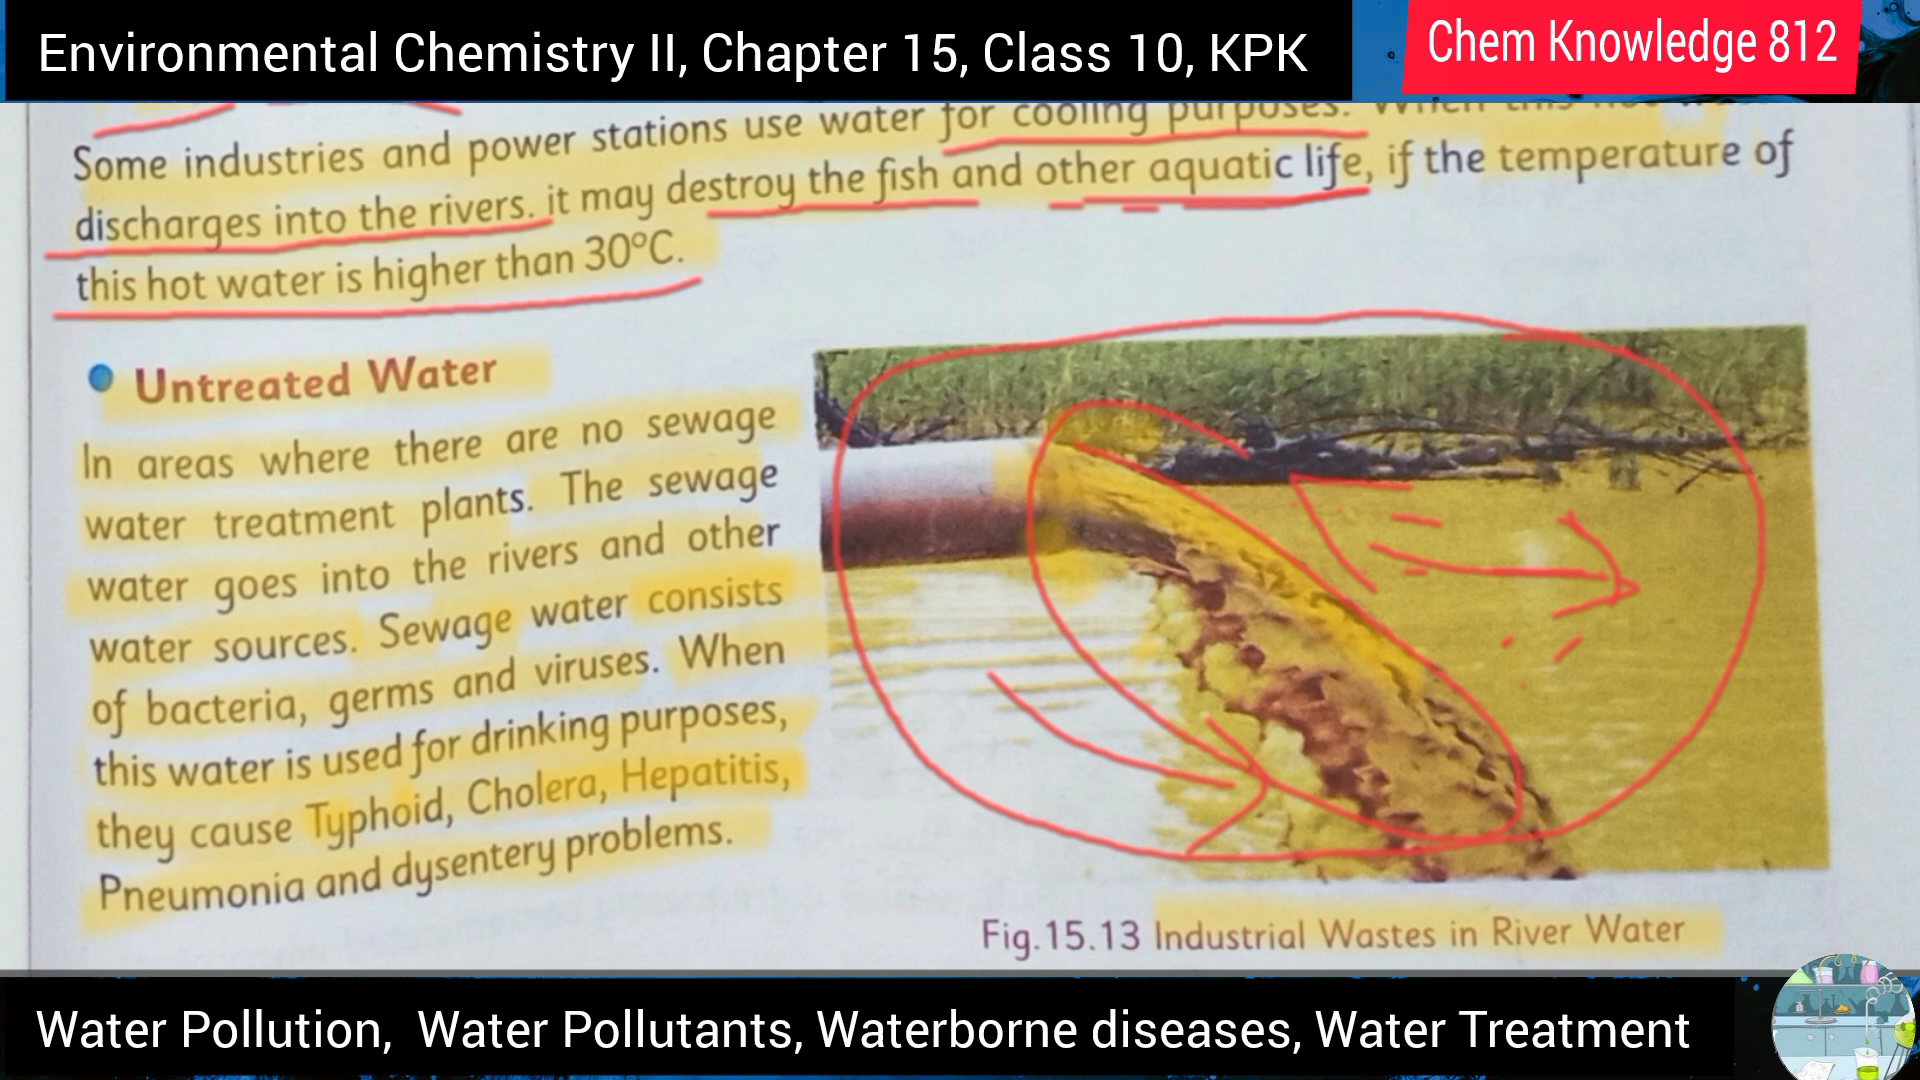 Environmental Chemistry II, Chapter 15, Class 10, KPK
Chem Knowledge 812
Some industries and power stations use water for cooling purposes. When this hot
discharges into the rivers. it may destroy the fish and other aquatic life, if the temperature of
this hot water is higher than 30°C.
Untreated Water
In areas where there are no sewage
water treatment plants. The sewage
water goes into the rivers and other
water sources. Sewage water consists
of bacteria, germs and viruses. When
this water is used for drinking purposes,
they cause Typhoid, Cholera, Hepatitis,
Pneumonia and dysentery problems.
Fig.15.13 Industrial Wastes in River Water
Water Pollution, Water Pollutants, Waterborne diseases, Water Treatment